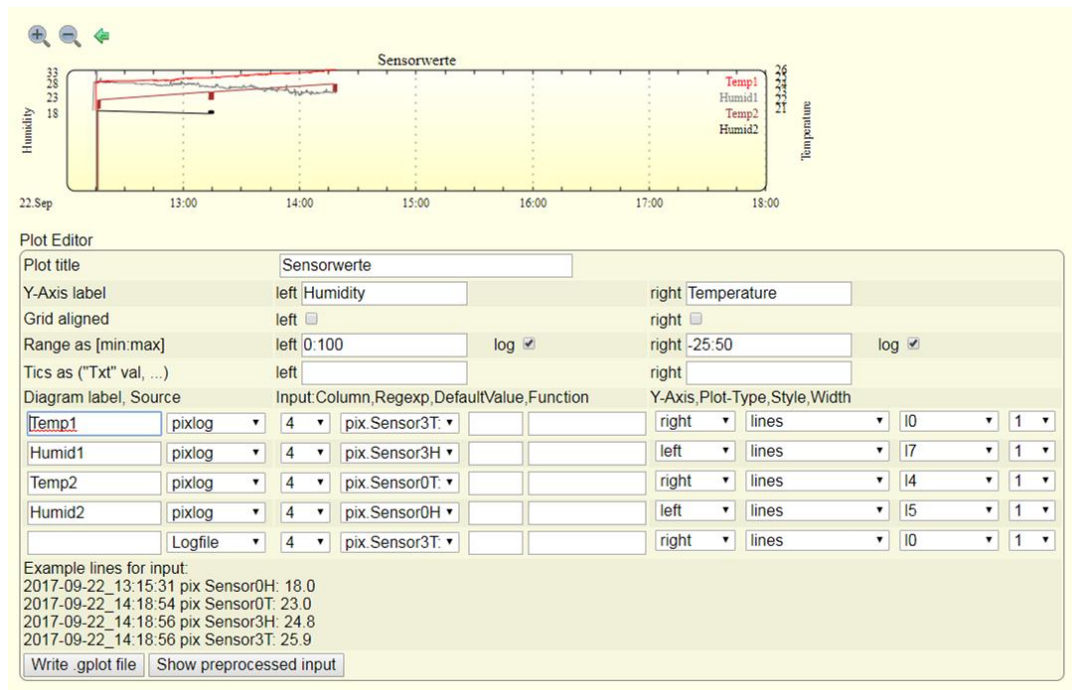 Sensorwerte
33
28
23
18
Humidity
26
23
21
Temperature
Temp1
Humid1
Temp2
Humid2
22.Sep 13:00 14:00 15:00 16:00 17:00 18:00
Plot Editor
Plot title Sensorwerte
Y-Axis label left Humidity right Temperature
Grid aligned left right
Range as [min:max] left 0:100 log right -25:50 log
Tics as ("Txt" val, ...) left right
Diagram label, Source Input:Column,Regexp,DefaultValue,Function Y-Axis,Plot-Type,Style,Width
Temp1 pixlog 4 pix.Sensor3T: right lines l0 1
Humid1 pixlog 4 pix.Sensor3H left lines l7 1
Temp2 pixlog 4 pix.Sensor0T: right lines l4 1
Humid2 pixlog 4 pix.Sensor0H left lines l5 1
Logfile 4 pix.Sensor3T: right lines l0 1
Example lines for input:
2017-09-22_13:15:31 pix Sensor0H: 18.0
2017-09-22_14:18:54 pix Sensor0T: 23.0
2017-09-22_14:18:56 pix Sensor3H: 24.8
2017-09-22_14:18:56 pix Sensor3T: 25.9
Write .gplot file Show preprocessed input